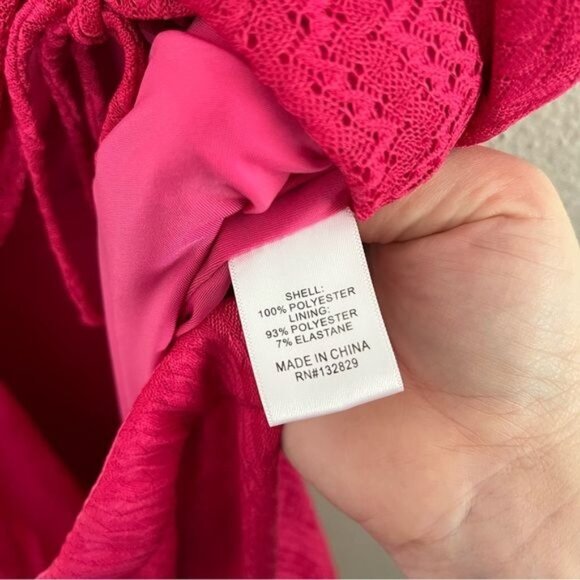 SHELL:
100% POLYESTER
LINING:
93% POLYESTER
7% ELASTANE
MADE IN CHINA
RN#132829